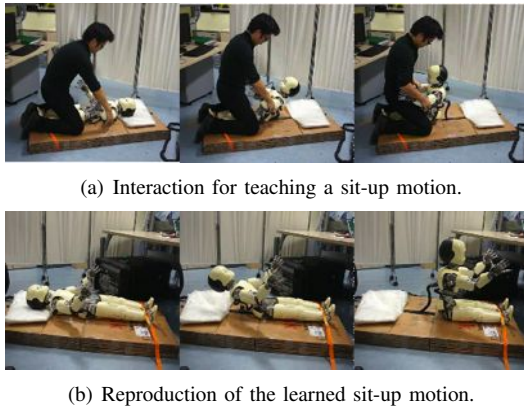 (a) Interaction for teaching a sit-up motion.
(b) Reproduction of the learned sit-up motion.